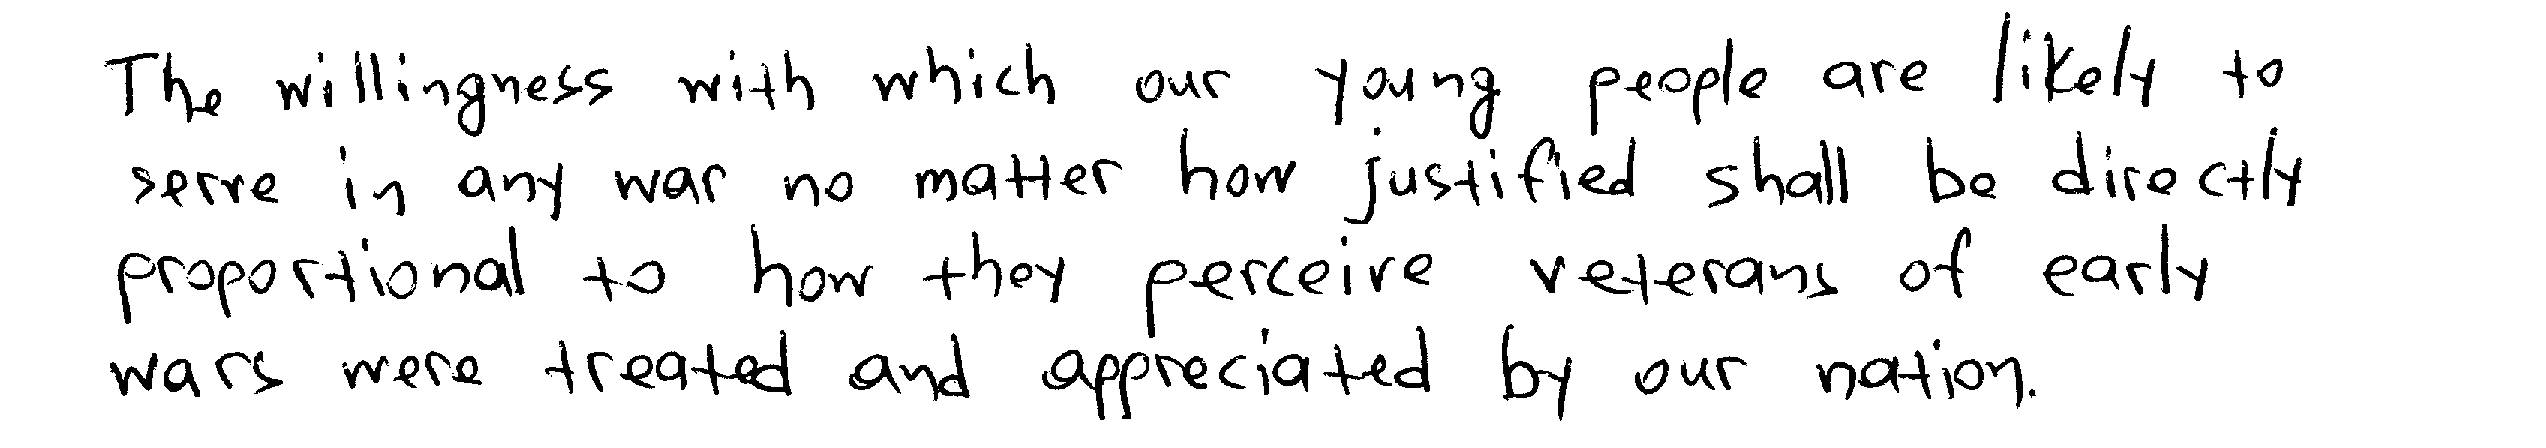 The willingness with which our young people are likely to
serve in any war no matter how justified shall be directly
proportional to how they perceive veterans of early
wars were treated and appreciated by our nation.